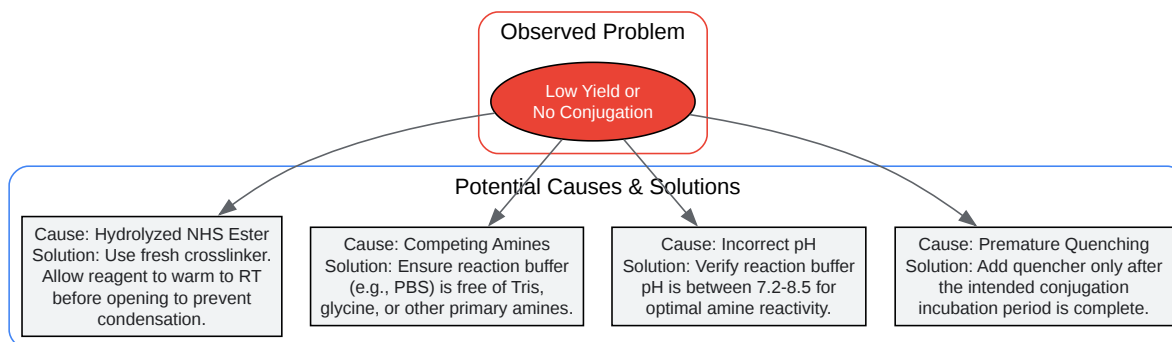 Observed Problem
Low Yield or
No Conjugation
Potential Causes & Solutions
Cause: Hydrolyzed NHS Ester
Solution: Use fresh crosslinker.
Allow reagent to warm to RT
before opening to prevent
condensation.
Cause: Competing Amines
Solution: Ensure reaction buffer
(e.g., PBS) is free of Tris,
glycine, or other primary amines.
Cause: Incorrect pH
Solution: Verify reaction buffer
pH is between 7.2-8.5 for
optimal amine reactivity.
Cause: Premature Quenching
Solution: Add quencher only after
the intended conjugation
incubation period is complete.